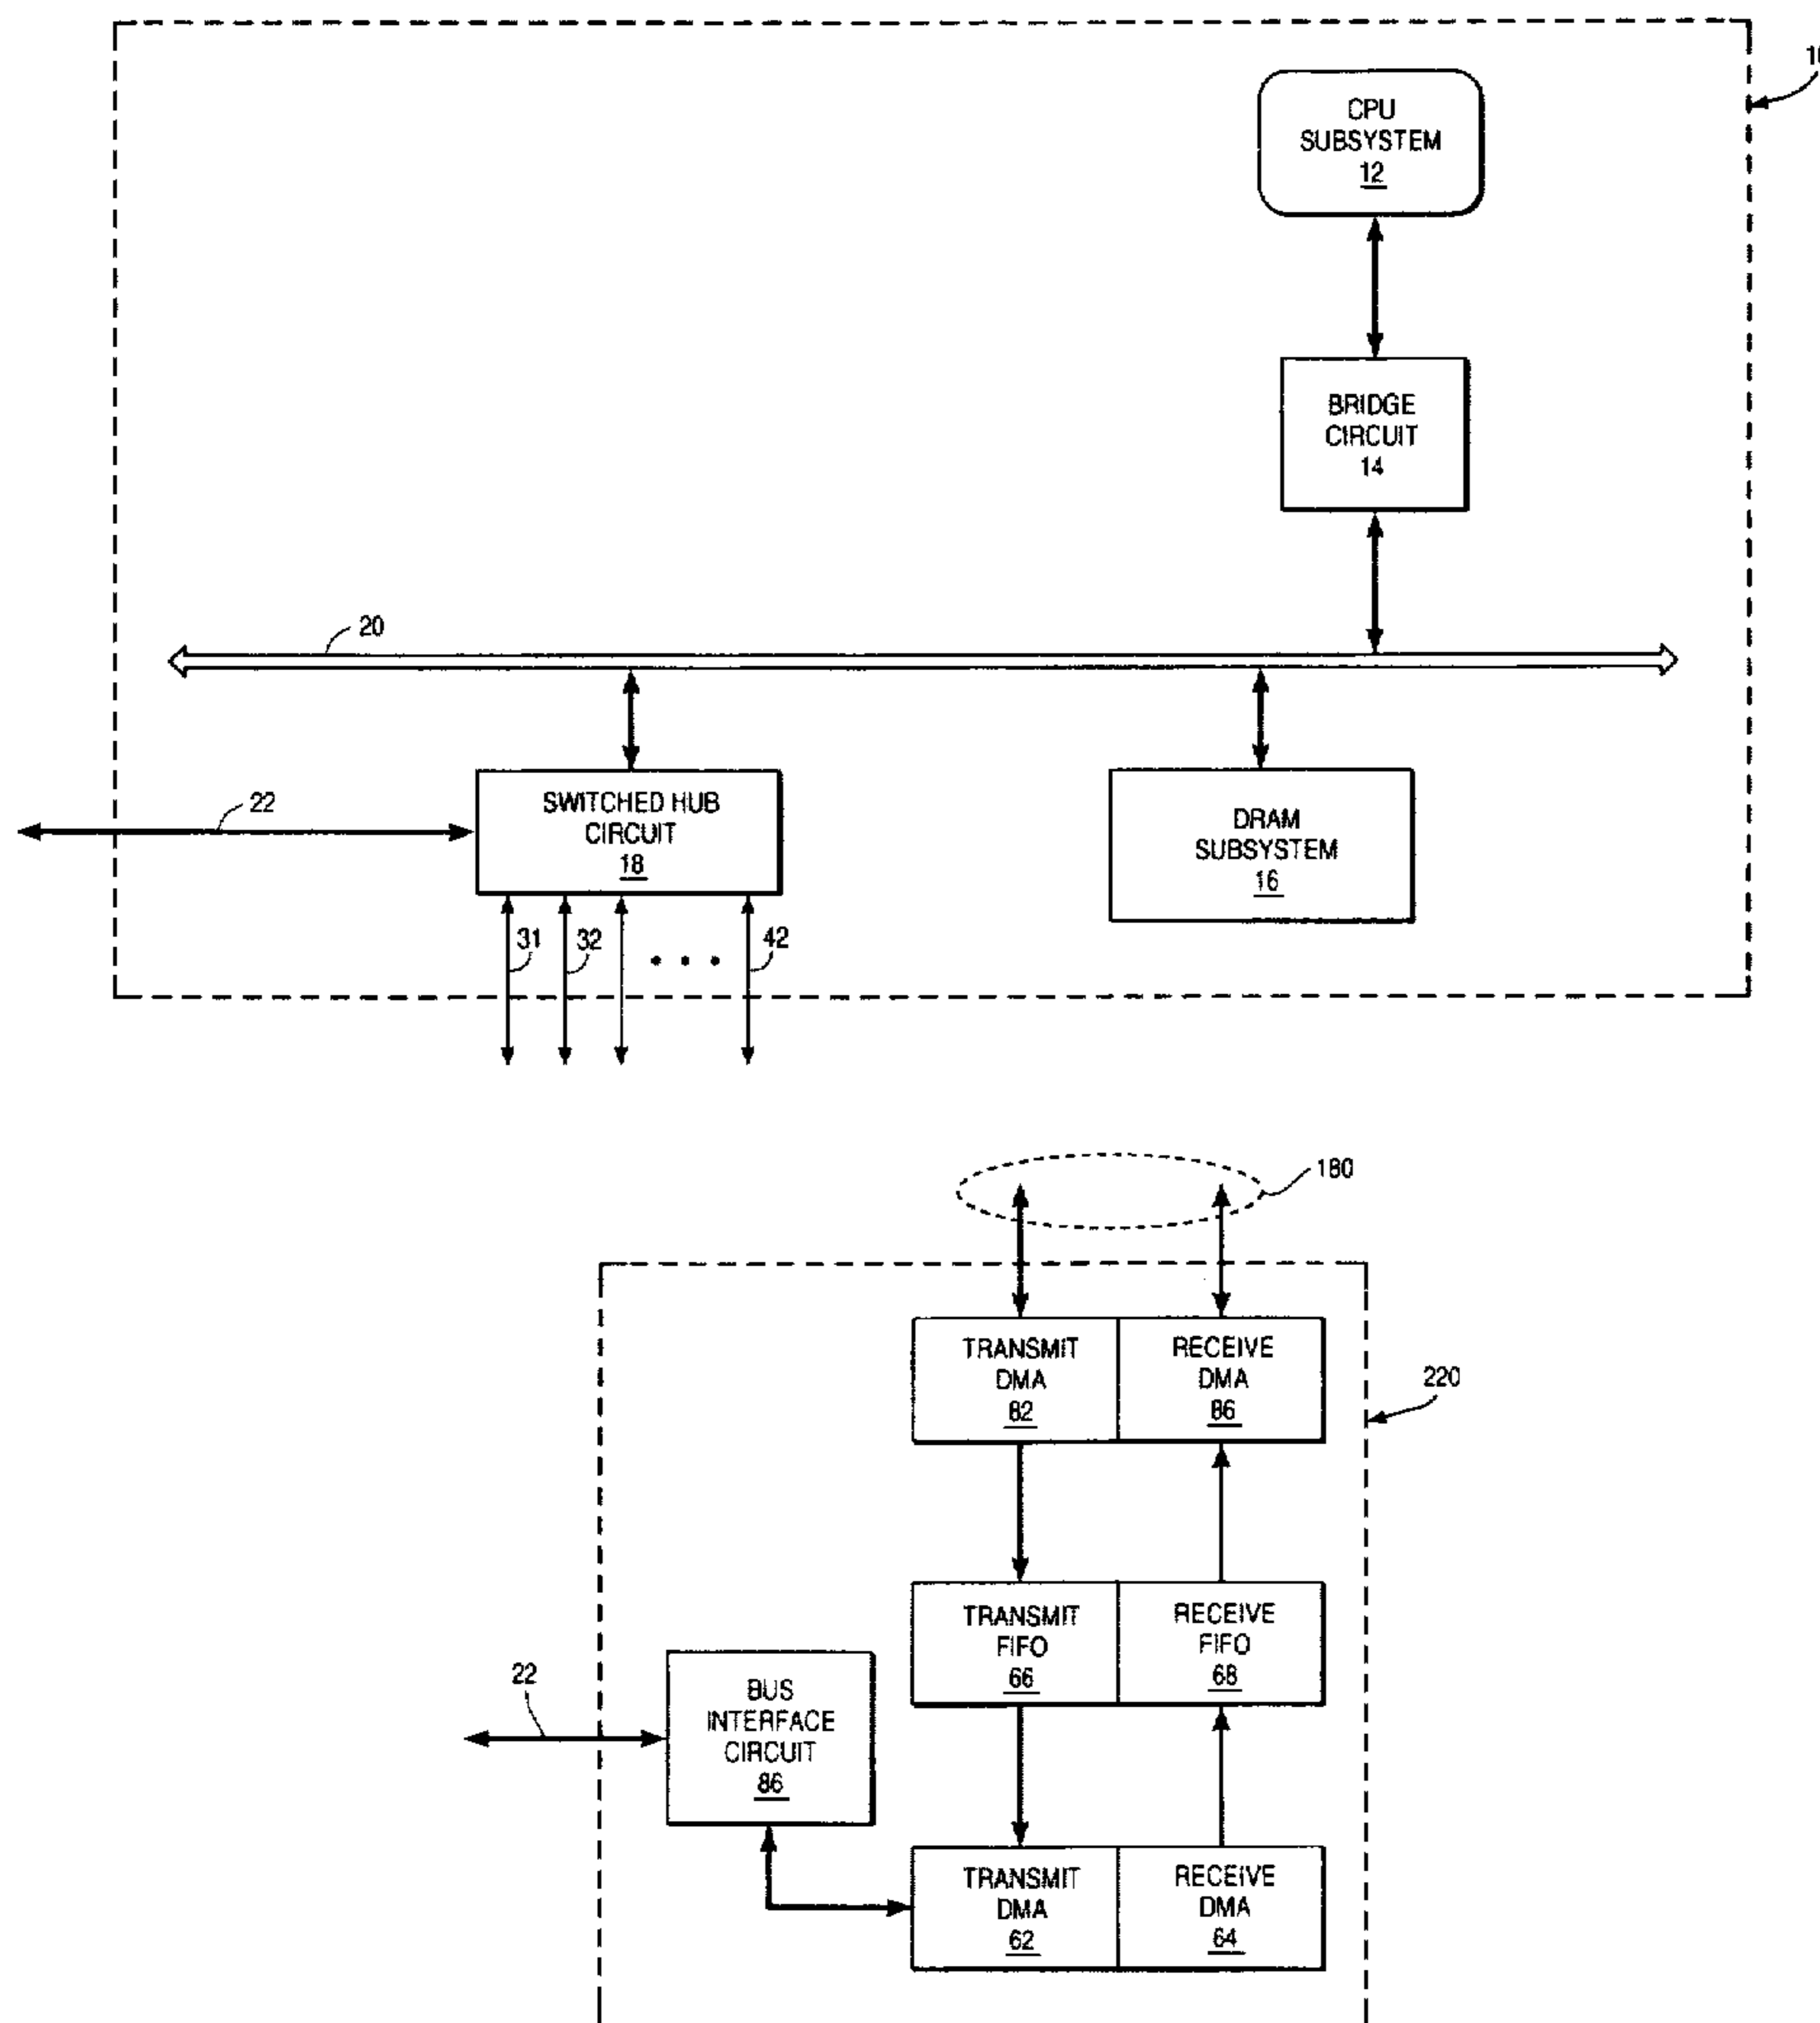 10
CPU
SUBSYSTEM
12
BRIDGE
CIRCUIT
14
20
22
SWITCHED HUB
CIRCUIT
18
DRAM
SUBSYSTEM
16
31
32
42
180
TRANSMIT
DMA
82
RECEIVE
DMA
86
220
TRANSMIT
FIFO
66
RECEIVE
FIFO
68
22
BUS
INTERFACE
CIRCUIT
86
TRANSMIT
DMA
62
RECEIVE
DMA
64